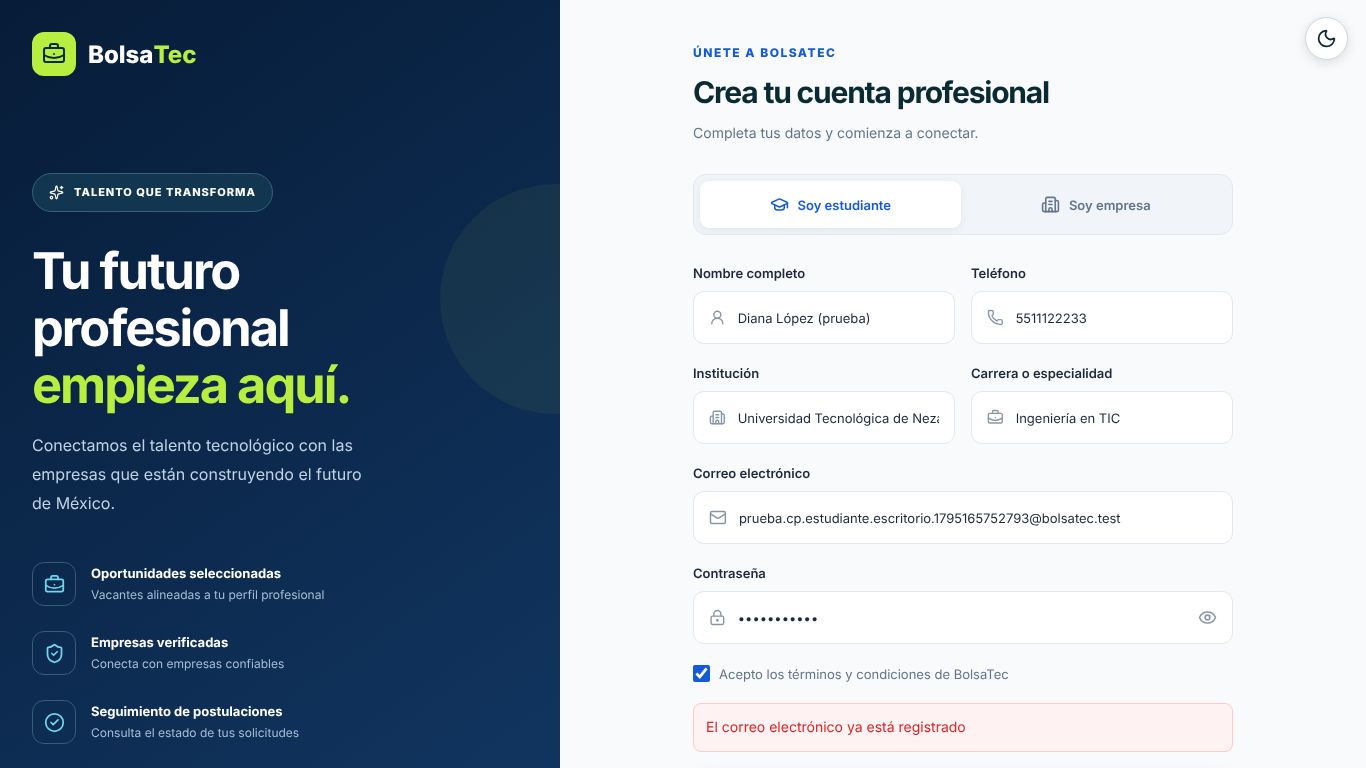 BolsaTec
TALENTO QUE TRANSFORMA
Tu futuro
profesional
empieza aquí.
Conectamos el talento tecnológico con las
empresas que están construyendo el futuro
de México.
Oportunidades seleccionadas
Vacantes alineadas a tu perfil profesional
Empresas verificadas
Conecta con empresas confiables
Seguimiento de postulaciones
Consulta el estado de tus solicitudes
ÚNETE A BOLSATEC
Crea tu cuenta profesional
Completa tus datos y comienza a conectar.
Soy estudiante
Soy empresa
Nombre completo
Teléfono
Diana López (prueba)
5511122233
Institución
Carrera o especialidad
Universidad Tecnológica de Neza
Ingeniería en TIC
Correo electrónico
prueba.cp.estudiante.escritorio.1795165752793@bolsatec.test
Contraseña
•••••••••••
Acepto los términos y condiciones de BolsaTec
El correo electrónico ya está registrado